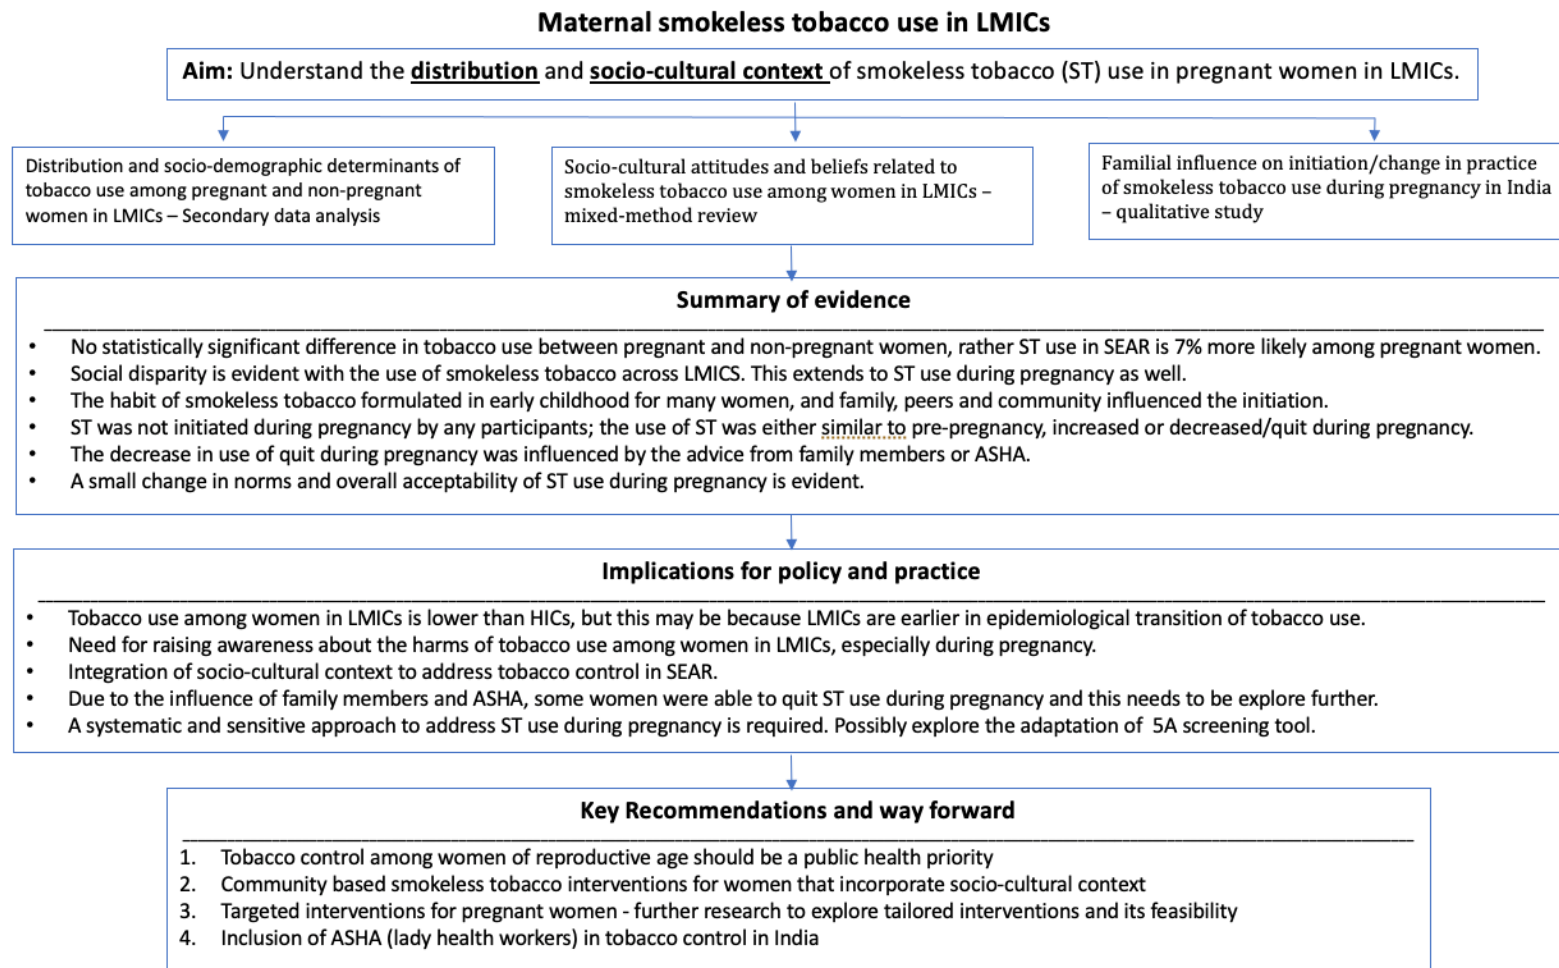 Maternal smokeless tobacco use in LMICs
Aim: Understand the distribution and socio-cultural context of smokeless tobacco (ST) use in pregnant women in LMICs.
Distribution and socio-demographic determinants of
tobacco use among pregnant and non-pregnant
women in LMICs – Secondary data analysis
Socio-cultural attitudes and beliefs related to
smokeless tobacco use among women in LMICs –
mixed-method review
Familial influence on initiation/change in practice
of smokeless tobacco use during pregnancy in India
– qualitative study
Summary of evidence
• No statistically significant difference in tobacco use between pregnant and non-pregnant women, rather ST use in SEAR is 7% more likely among pregnant women.
• Social disparity is evident with the use of smokeless tobacco across LMICS. This extends to ST use during pregnancy as well.
• The habit of smokeless tobacco formulated in early childhood for many women, and family, peers and community influenced the initiation.
• ST was not initiated during pregnancy by any participants; the use of ST was either similar to pre-pregnancy, increased or decreased/quit during pregnancy.
• The decrease in use of quit during pregnancy was influenced by the advice from family members or ASHA.
• A small change in norms and overall acceptability of ST use during pregnancy is evident.
Implications for policy and practice
• Tobacco use among women in LMICs is lower than HICs, but this may be because LMICs are earlier in epidemiological transition of tobacco use.
• Need for raising awareness about the harms of tobacco use among women in LMICs, especially during pregnancy.
• Integration of socio-cultural context to address tobacco control in SEAR.
• Due to the influence of family members and ASHA, some women were able to quit ST use during pregnancy and this needs to be explore further.
• A systematic and sensitive approach to address ST use during pregnancy is required. Possibly explore the adaptation of 5A screening tool.
Key Recommendations and way forward
1. Tobacco control among women of reproductive age should be a public health priority
2. Community based smokeless tobacco interventions for women that incorporate socio-cultural context
3. Targeted interventions for pregnant women - further research to explore tailored interventions and its feasibility
4. Inclusion of ASHA (lady health workers) in tobacco control in India